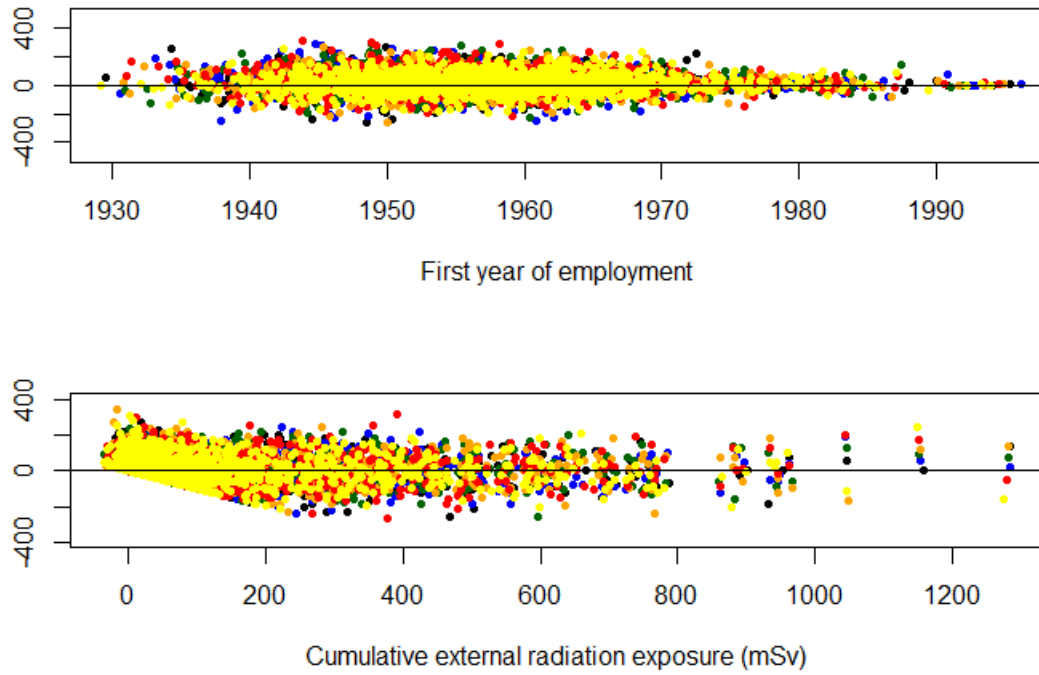 400
0
-400
1930 1940 1950 1960 1970 1980 1990
First year of employment
400
0
-400
0 200 400 600 800 1000 1200
Cumulative external radiation exposure (mSv)